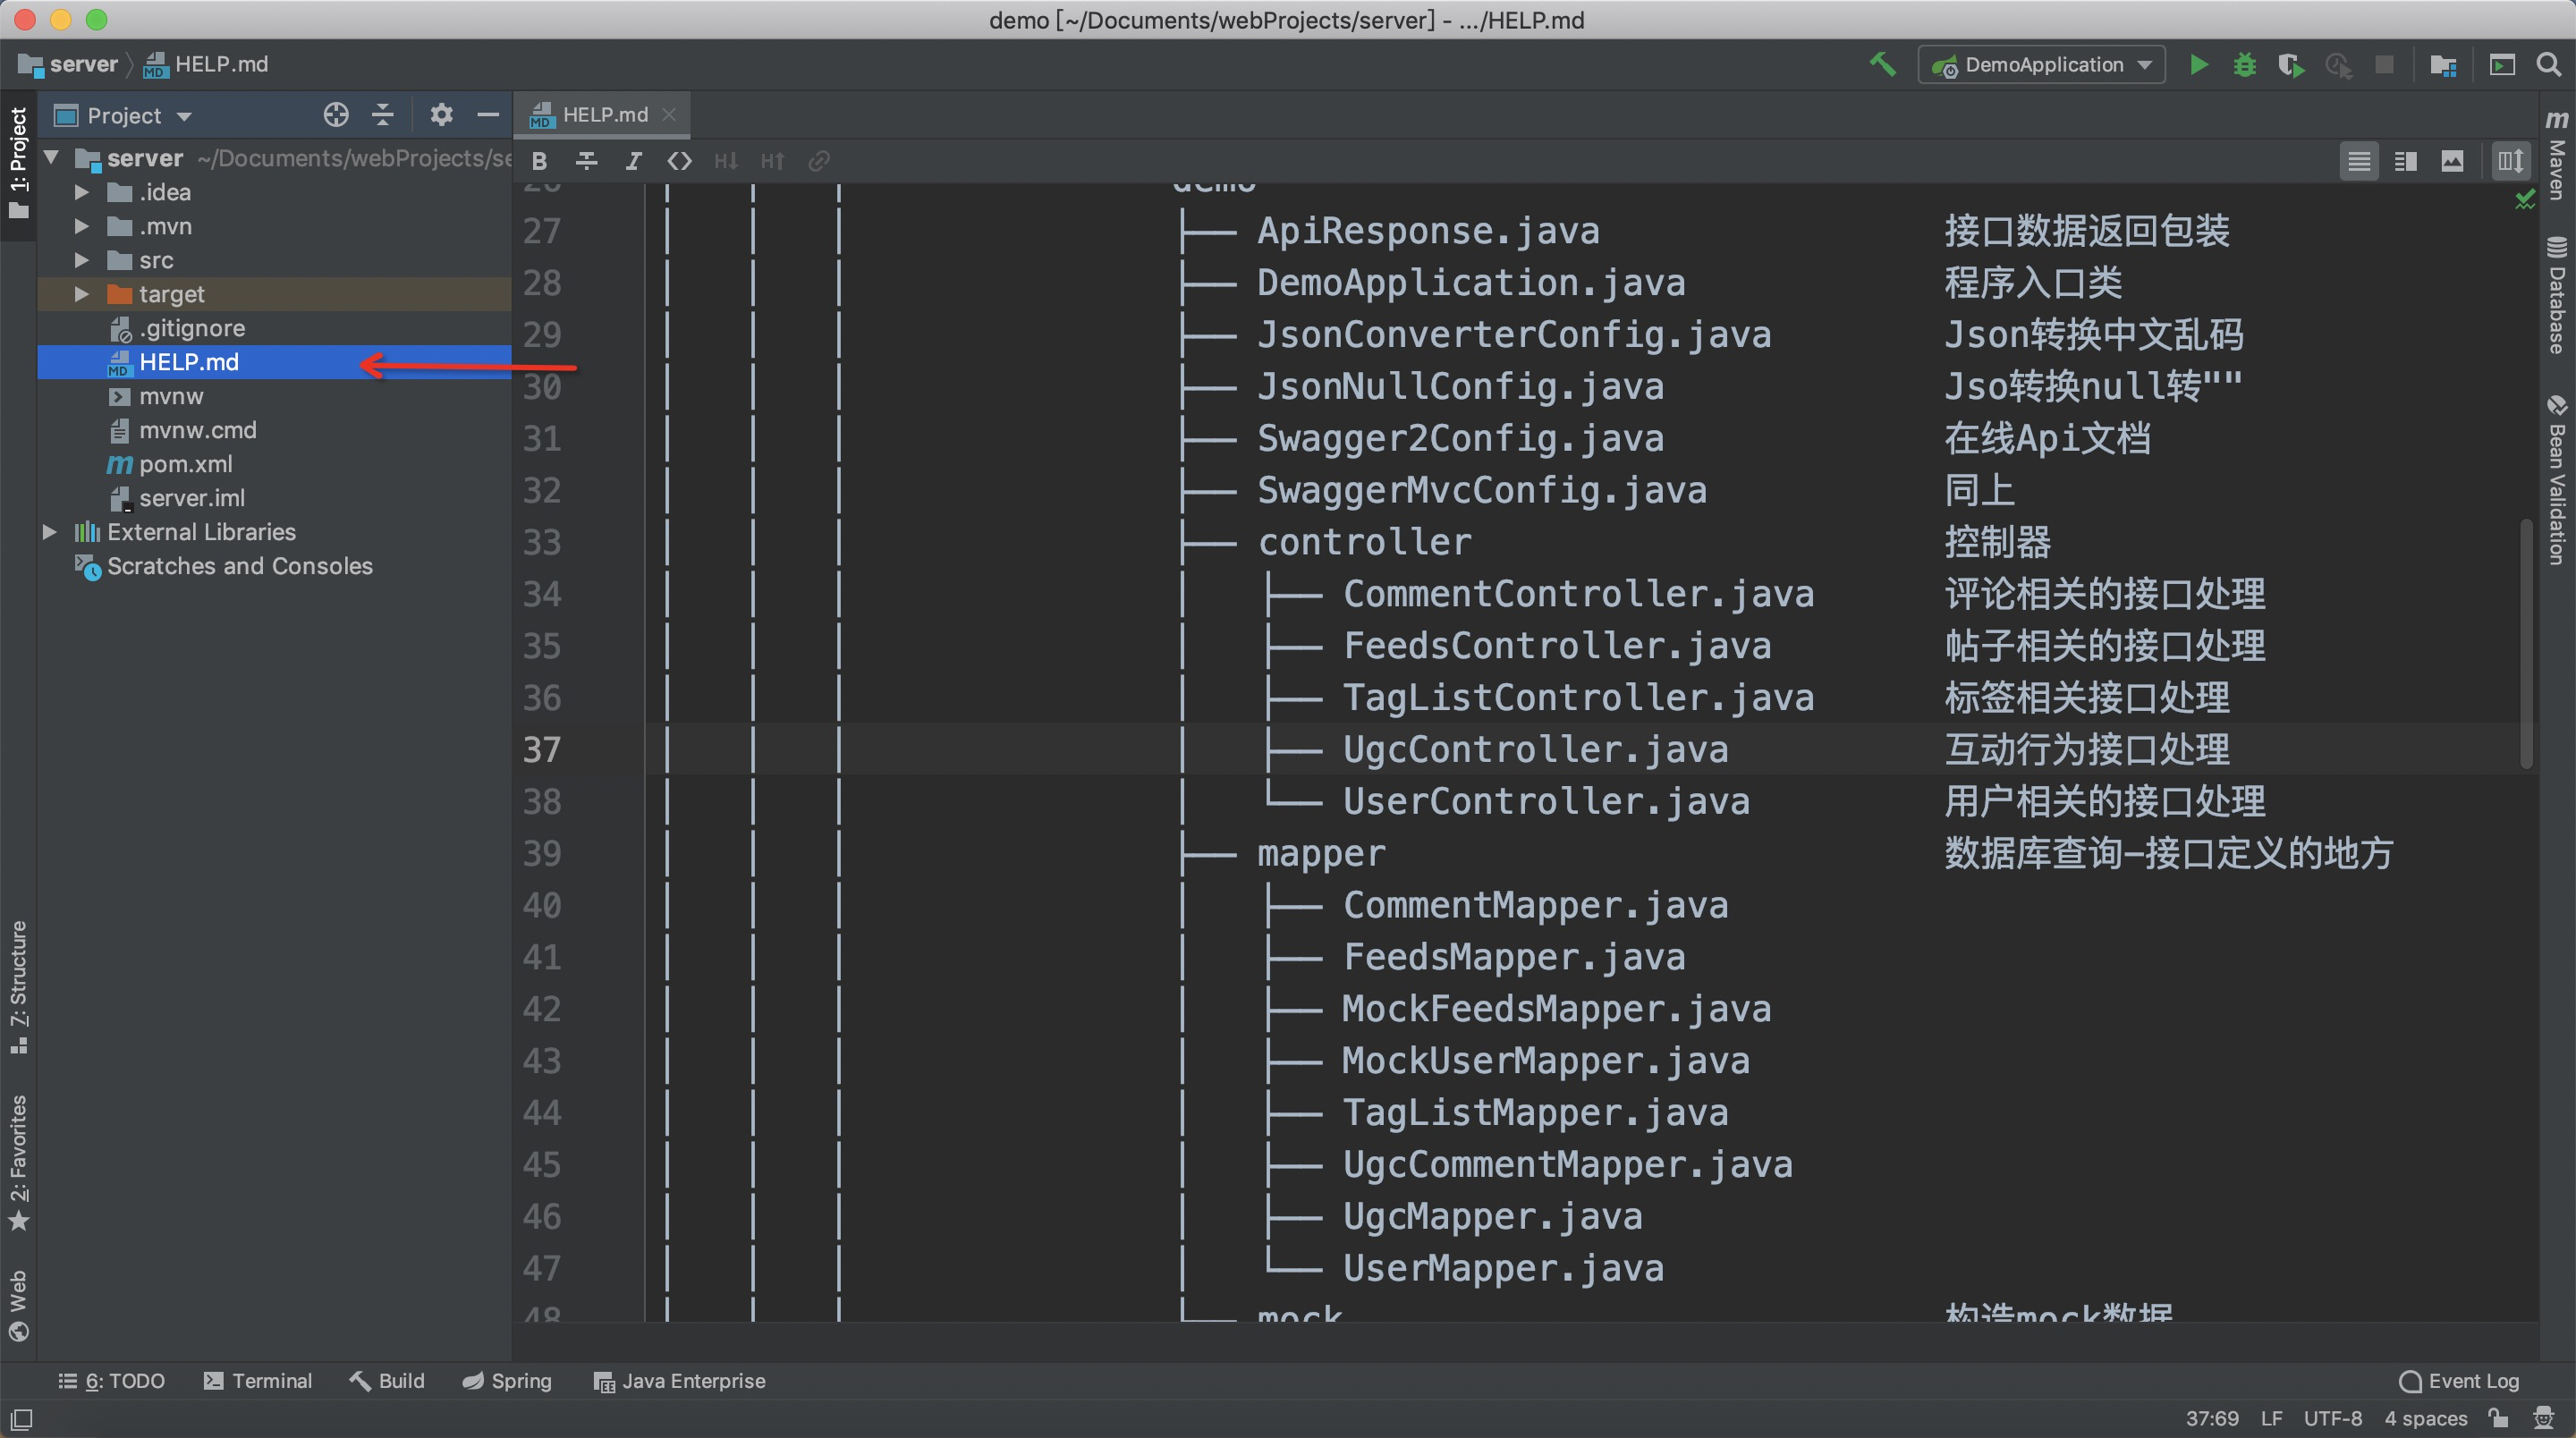 demo [~/Documents/webProjects/server] - .../HELP.md
server HELP.md
DemoApplication
1: Project
Project
HELP.md
server ~/Documents/webProjects/se
.idea
.mvn
src
target
.gitignore
HELP.md
mvnw
mvnw.cmd
pom.xml
server.iml
External Libraries
Scratches and Consoles
demo
27 ├── ApiResponse.java 接口数据返回包装
28 ├── DemoApplication.java 程序入口类
29 ├── JsonConverterConfig.java Json转换中文乱码
30 ├── JsonNullConfig.java Jso转换null转""
31 ├── Swagger2Config.java 在线Api文档
32 ├── SwaggerMvcConfig.java 同上
33 ├── controller 控制器
34 ├── CommentController.java 评论相关的接口处理
35 ├── FeedsController.java 帖子相关的接口处理
36 ├── TagListController.java 标签相关接口处理
37 ├── UgcController.java 互动行为接口处理
38 └── UserController.java 用户相关的接口处理
39 ├── mapper 数据库查询-接口定义的地方
40 ├── CommentMapper.java
41 ├── FeedsMapper.java
42 ├── MockFeedsMapper.java
43 ├── MockUserMapper.java
44 ├── TagListMapper.java
45 ├── UgcCommentMapper.java
46 ├── UgcMapper.java
47 └── UserMapper.java
48 ├── mock 构造mock数据
Maven
Database
Bean Validation
7: Structure
2: Favorites
Web
6: TODO Terminal Build Spring Java Enterprise Event Log
37:69 LF UTF-8 4 spaces